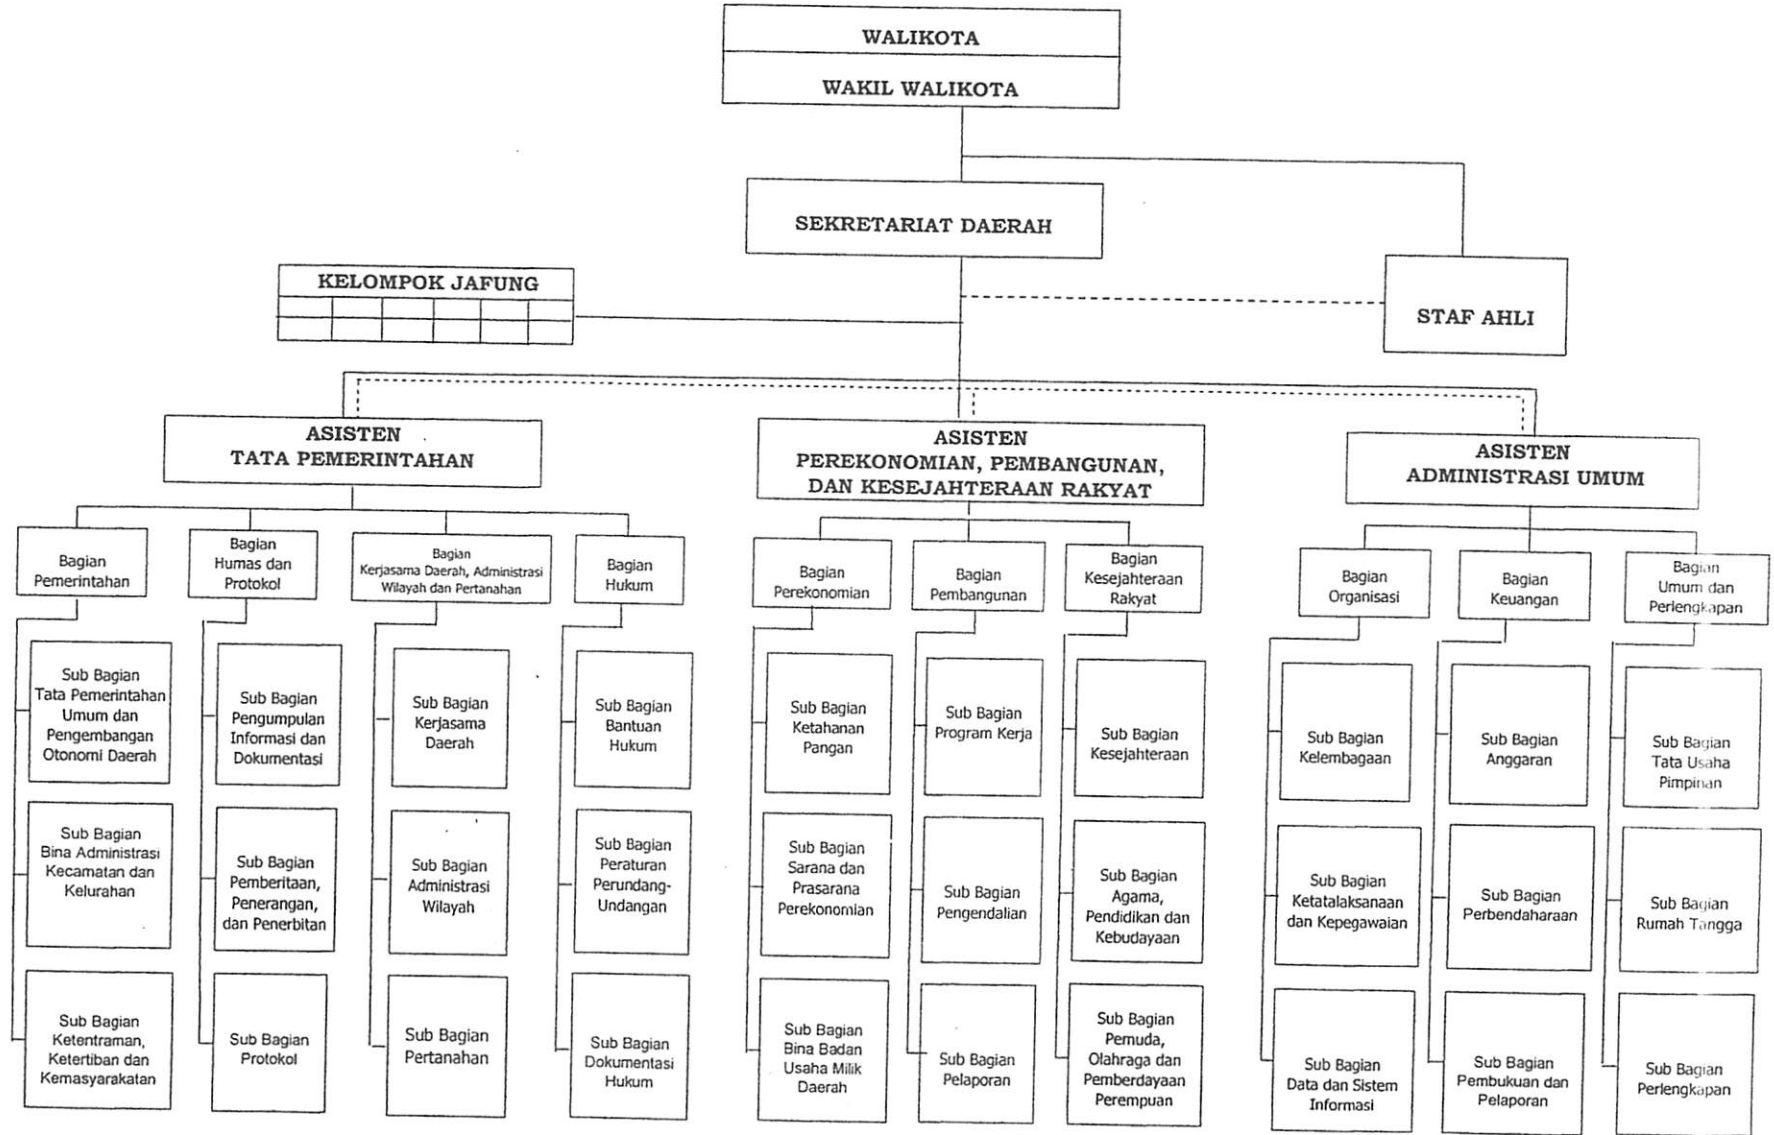 WALIKOTA
WAKIL WALIKOTA
SEKRETARIAT DAERAH
KELOMPOK JAFUNG
STAF AHLI
ASISTEN
TATA PEMERINTAHAN
ASISTEN
PEREKONOMIAN, PEMBANGUNAN,
DAN KESEJAHTERAAN RAKYAT
ASISTEN
ADMINISTRASI UMUM
Bagian
Pemerintahan
Bagian
Humas dan
Protokol
Bagian
Kerjasama Daerah, Administrasi
Wilayah dan Pertanahan
Bagian
Hukum
Bagian
Perekonomian
Bagian
Pembangunan
Bagian
Kesejahteraan
Rakyat
Bagian
Organisasi
Bagian
Keuangan
Bagian
Umum dan
Perlengkapan
Sub Bagian
Tata Pemerintahan
Umum dan
Pengembangan
Otonomi Daerah
Sub Bagian
Pengumpulan
Informasi dan
Dokumentasi
Sub Bagian
Kerjasama
Daerah
Sub Bagian
Bantuan
Hukum
Sub Bagian
Ketahanan
Pangan
Sub Bagian
Program Kerja
Sub Bagian
Kesejahteraan
Sub Bagian
Kelembagaan
Sub Bagian
Anggaran
Sub Bagian
Tata Usaha
Pimpinan
Sub Bagian
Bina Administrasi
Kecamatan dan
Kelurahan
Sub Bagian
Pemberitaan,
Penerangan,
dan Penerbitan
Sub Bagian
Administrasi
Wilayah
Sub Bagian
Peraturan
Perundang-
Undangan
Sub Bagian
Sarana dan
Prasarana
Perekonomian
Sub Bagian
Pengendalian
Sub Bagian
Agama,
Pendidikan dan
Kebudayaan
Sub Bagian
Ketatalaksanaan
dan Kepegawaian
Sub Bagian
Perbendaharaan
Sub Bagian
Rumah Tangga
Sub Bagian
Ketentraman,
Ketertiban dan
Kemasyarakatan
Sub Bagian
Protokol
Sub Bagian
Pertanahan
Sub Bagian
Dokumentasi
Hukum
Sub Bagian
Bina Badan
Usaha Milik
Daerah
Sub Bagian
Pelaporan
Sub Bagian
Pemuda,
Olahraga dan
Pemberdayaan
Perempuan
Sub Bagian
Data dan Sistem
Informasi
Sub Bagian
Pembukuan dan
Pelaporan
Sub Bagian
Perlengkapan